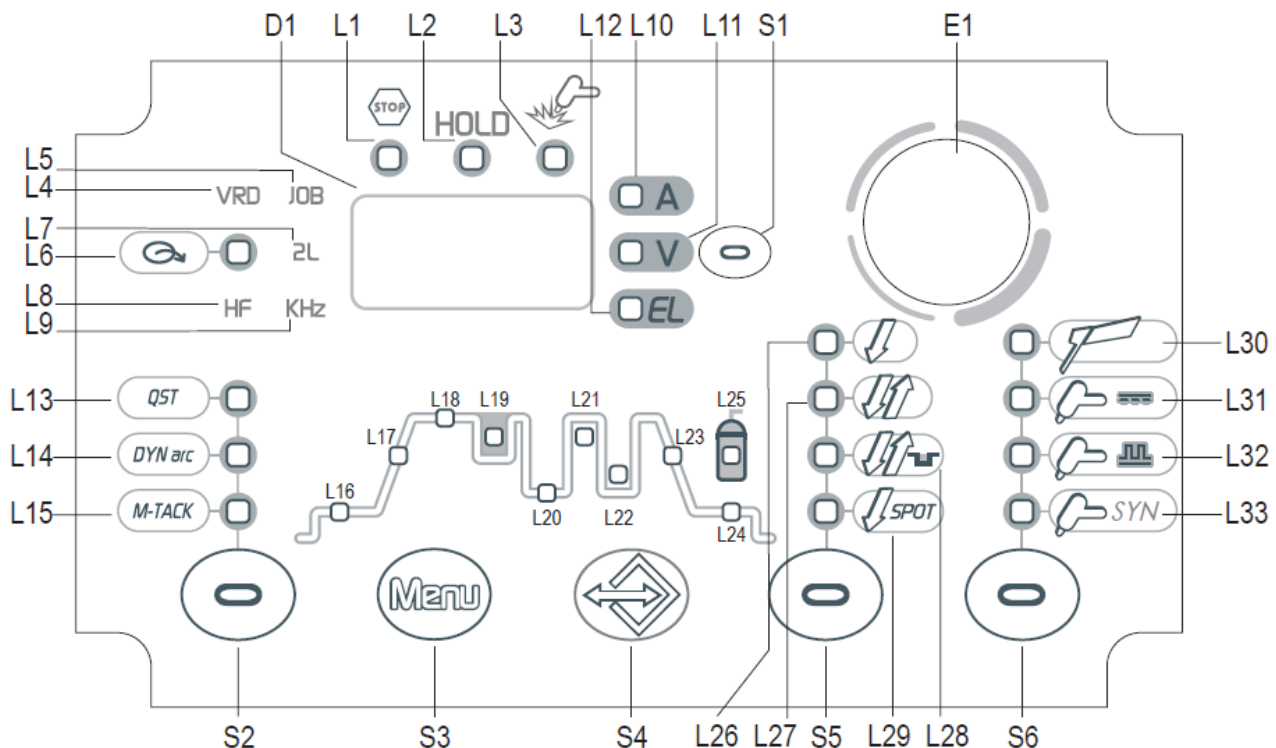 D1 L1 L2 L3 L12 L10 L11 S1 E1
STOP
HOLD
L5
L4 VRD JOB A
L7
L6 2L V
L8 HF KHz EL
L9
L30
L13 QST L18 L19 L21 L25 L31
L14 DYN arc L17 L23 L32
L15 M-TACK L16 L20 L22 L24 SPOT SYN L33
Menu
S2 S3 S4 L26 L27 S5 L29 L28 S6